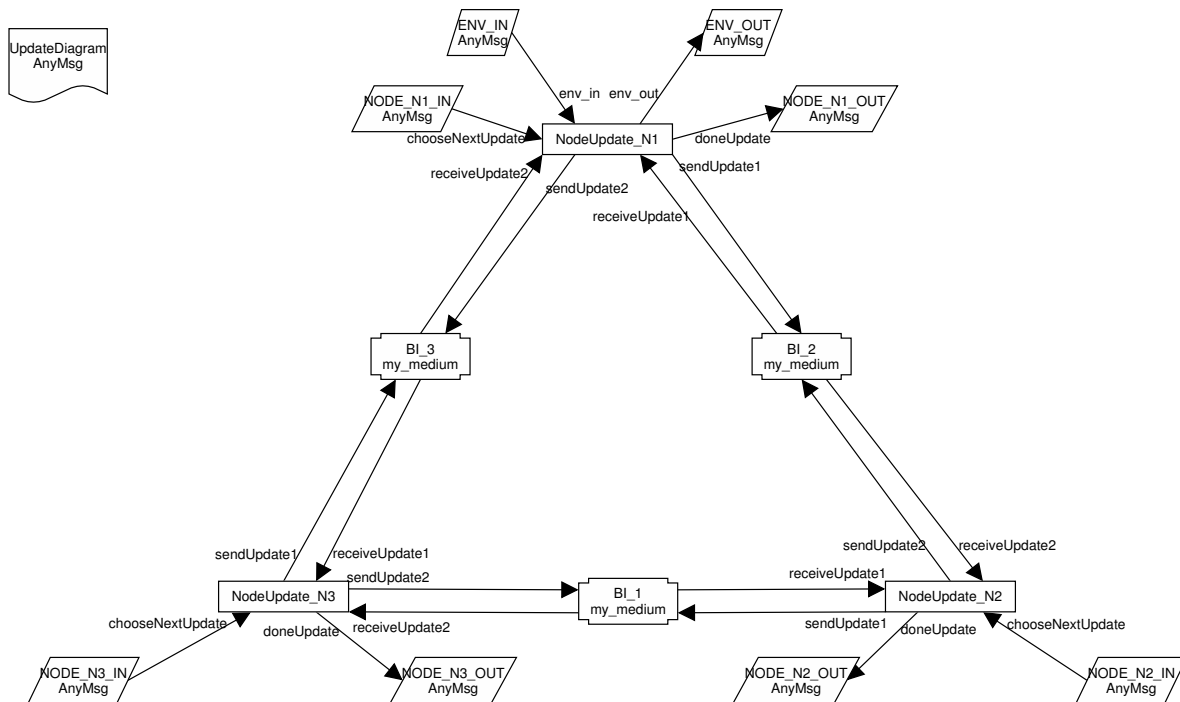 ENV_IN
AnyMsg
ENV_OUT
AnyMsg
UpdateDiagram
AnyMsg
env_in
env_out
NODE_N1_IN
AnyMsg
NODE_N1_OUT
AnyMsg
chooseNextUpdate
NodeUpdate_N1
doneUpdate
receiveUpdate2
sendUpdate1
sendUpdate2
receiveUpdate1
BI_3
my_medium
BI_2
my_medium
sendUpdate1
receiveUpdate1
sendUpdate2
receiveUpdate2
sendUpdate2
receiveUpdate1
NodeUpdate_N3
BI_1
my_medium
NodeUpdate_N2
chooseNextUpdate
doneUpdate
receiveUpdate2
sendUpdate1
doneUpdate
chooseNextUpdate
NODE_N3_IN
AnyMsg
NODE_N3_OUT
AnyMsg
NODE_N2_OUT
AnyMsg
NODE_N2_IN
AnyMsg